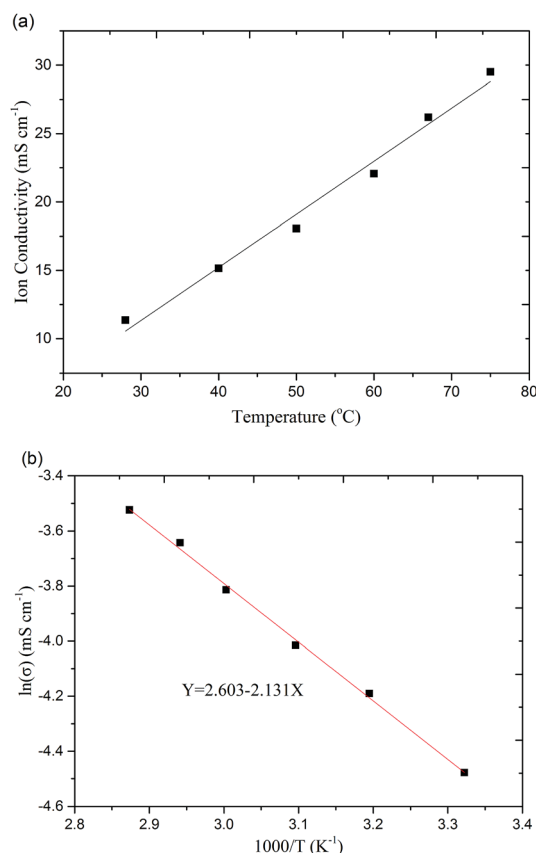 (a)
30
25
20
15
10
Ion Conductivity (mS cm⁻¹)
20 30 40 50 60 70 80
Temperature (°C)
(b)
-3.4
-3.6
-3.8
-4.0
-4.2
-4.4
-4.6
ln(σ) (mS cm⁻¹)
Y=2.603-2.131X
2.8 2.9 3.0 3.1 3.2 3.3 3.4
1000/T (K⁻¹)